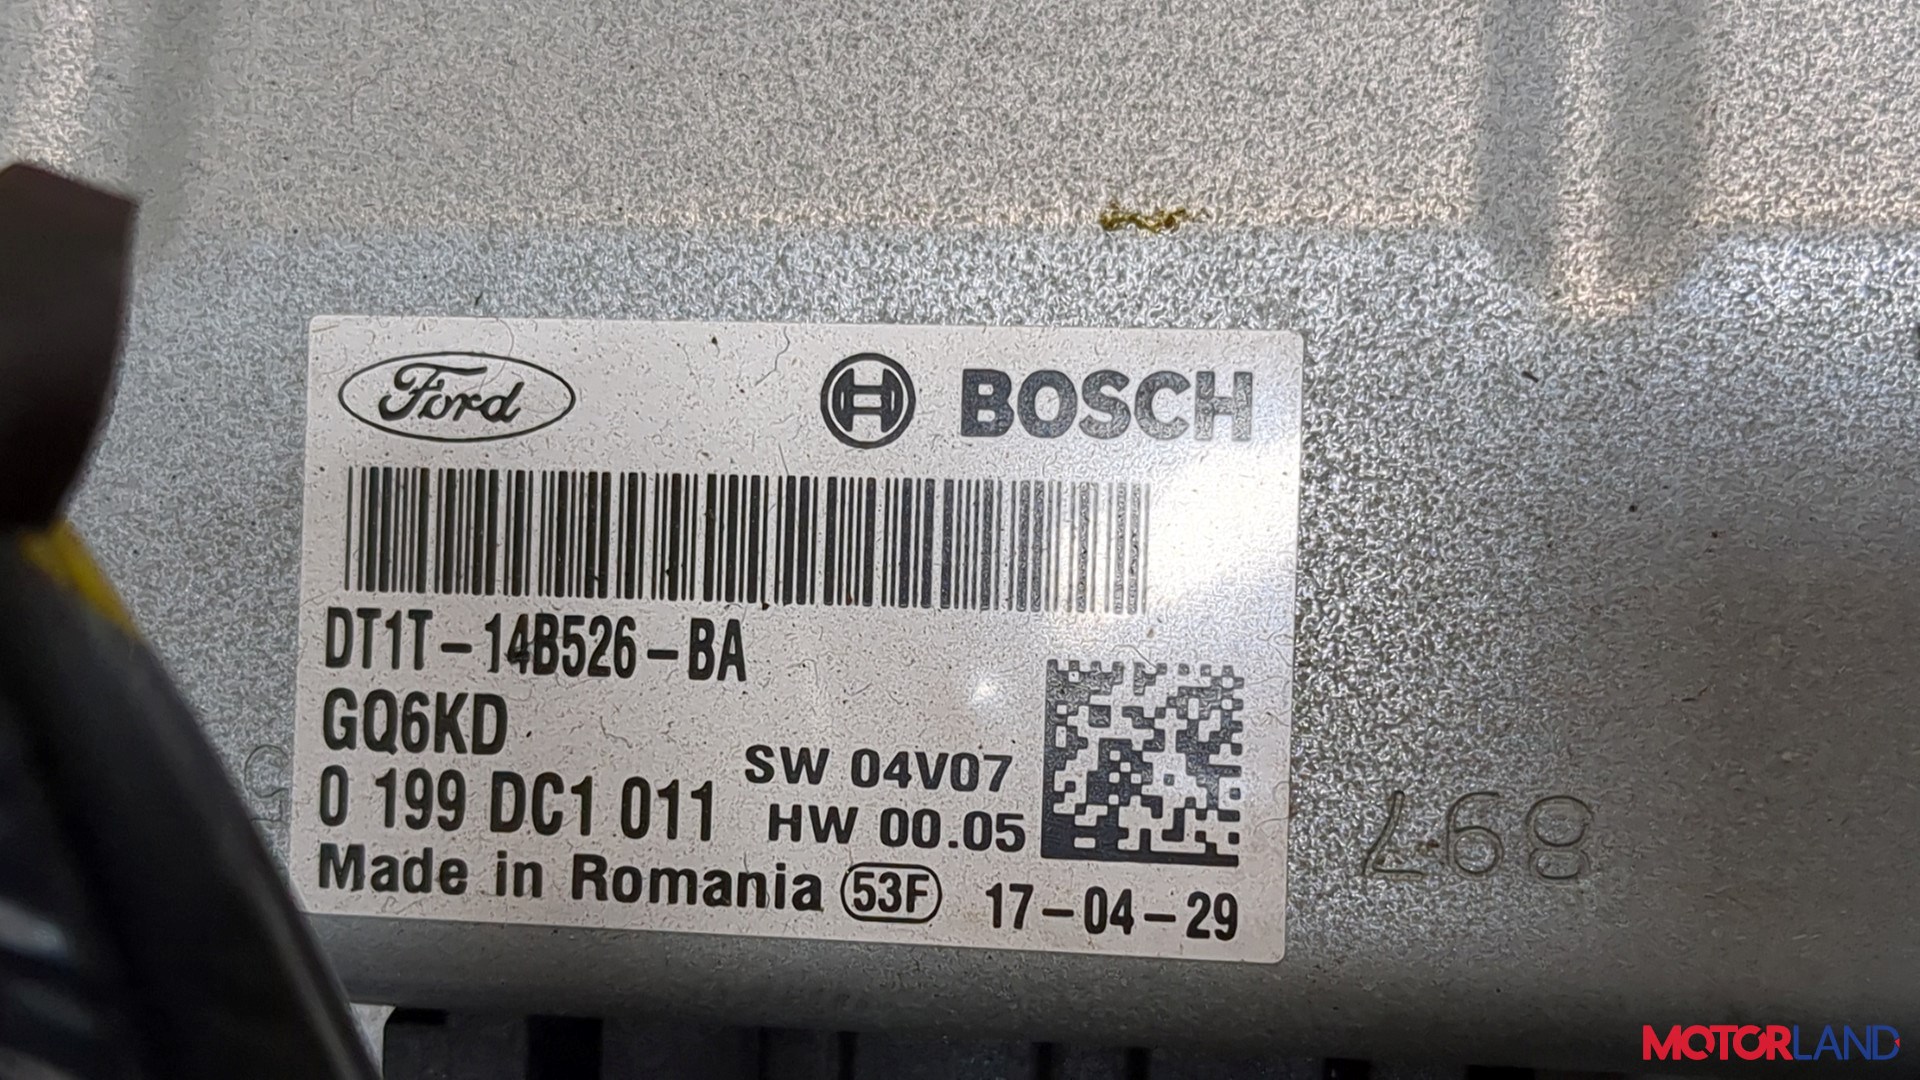 Ford
BOSCH
DT1T-14B526-BA
GQ6KD
SW 04V07
0 199 DC1 011
HW 00.05
Made in Romania 53F 17-04-29
897
MOTORLAND